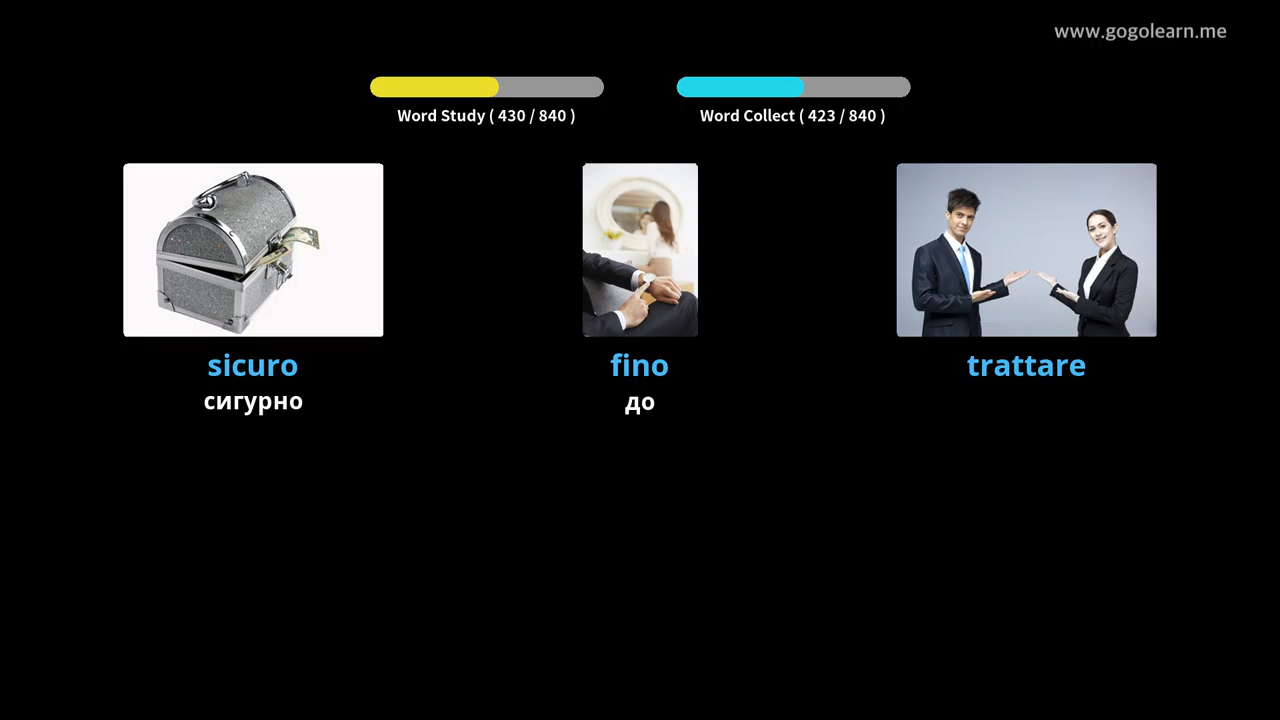 www.gogolearn.me
Word Study ( 430 / 840 )
Word Collect ( 423 / 840 )
sicuro
сигурно
fino
до
trattare